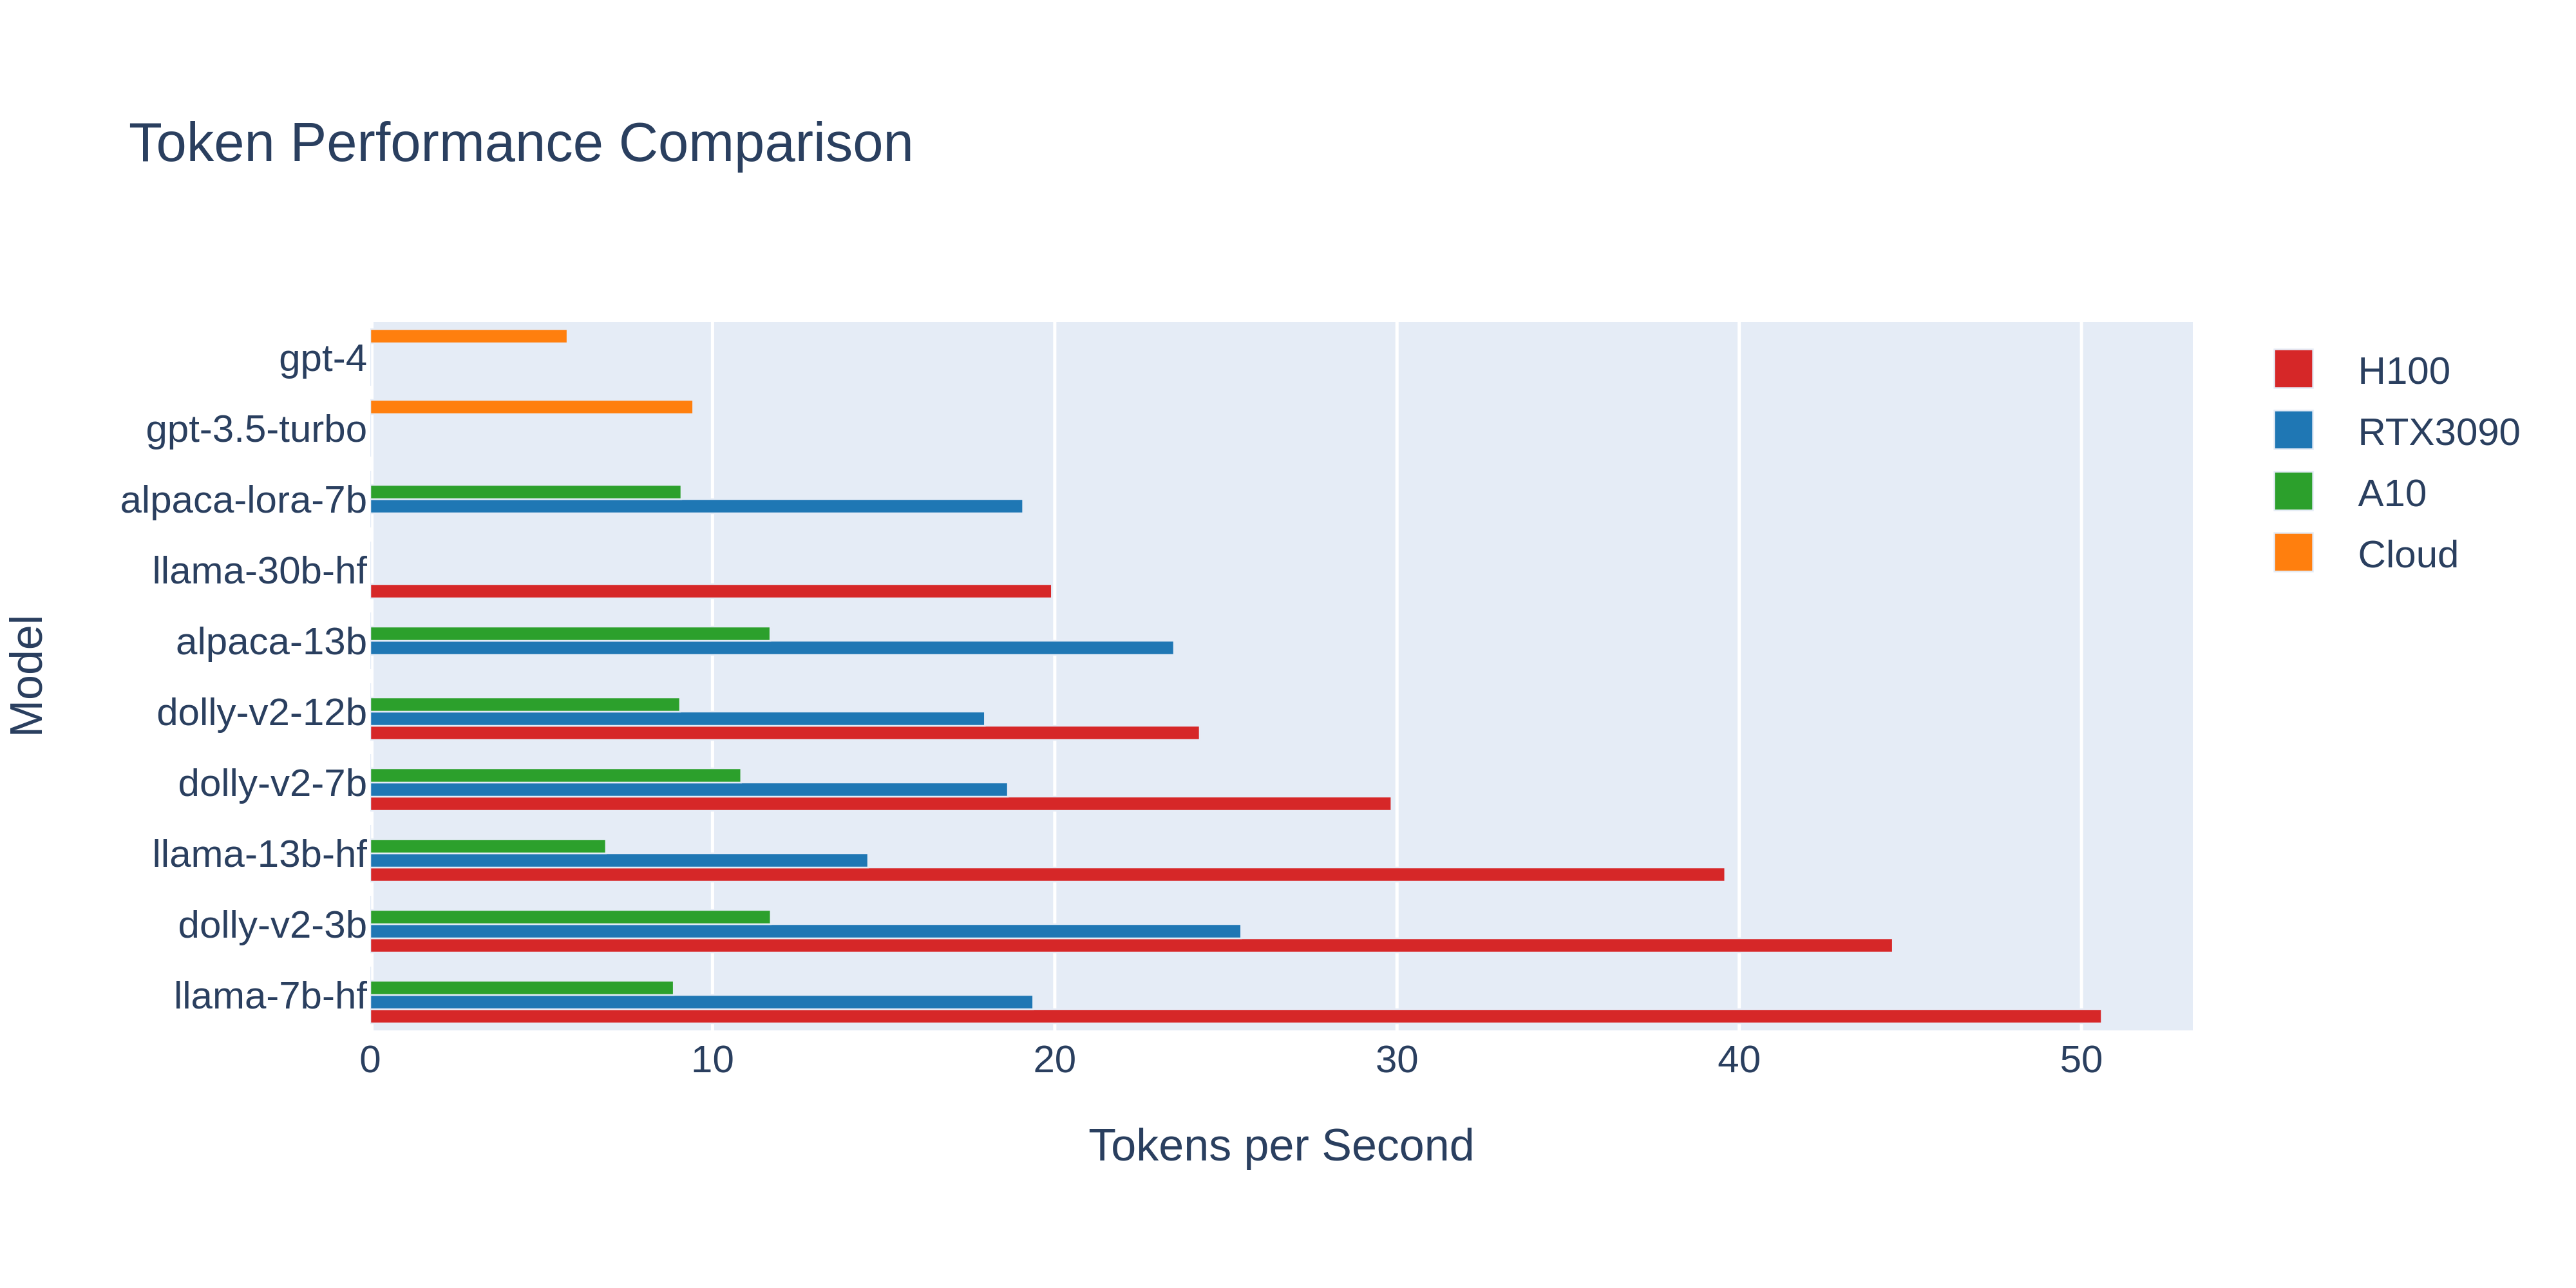 Token Performance Comparison
gpt-4
gpt-3.5-turbo
alpaca-lora-7b
llama-30b-hf
alpaca-13b
dolly-v2-12b
dolly-v2-7b
llama-13b-hf
dolly-v2-3b
llama-7b-hf
Model
0 10 20 30 40 50
Tokens per Second
H100
RTX3090
A10
Cloud